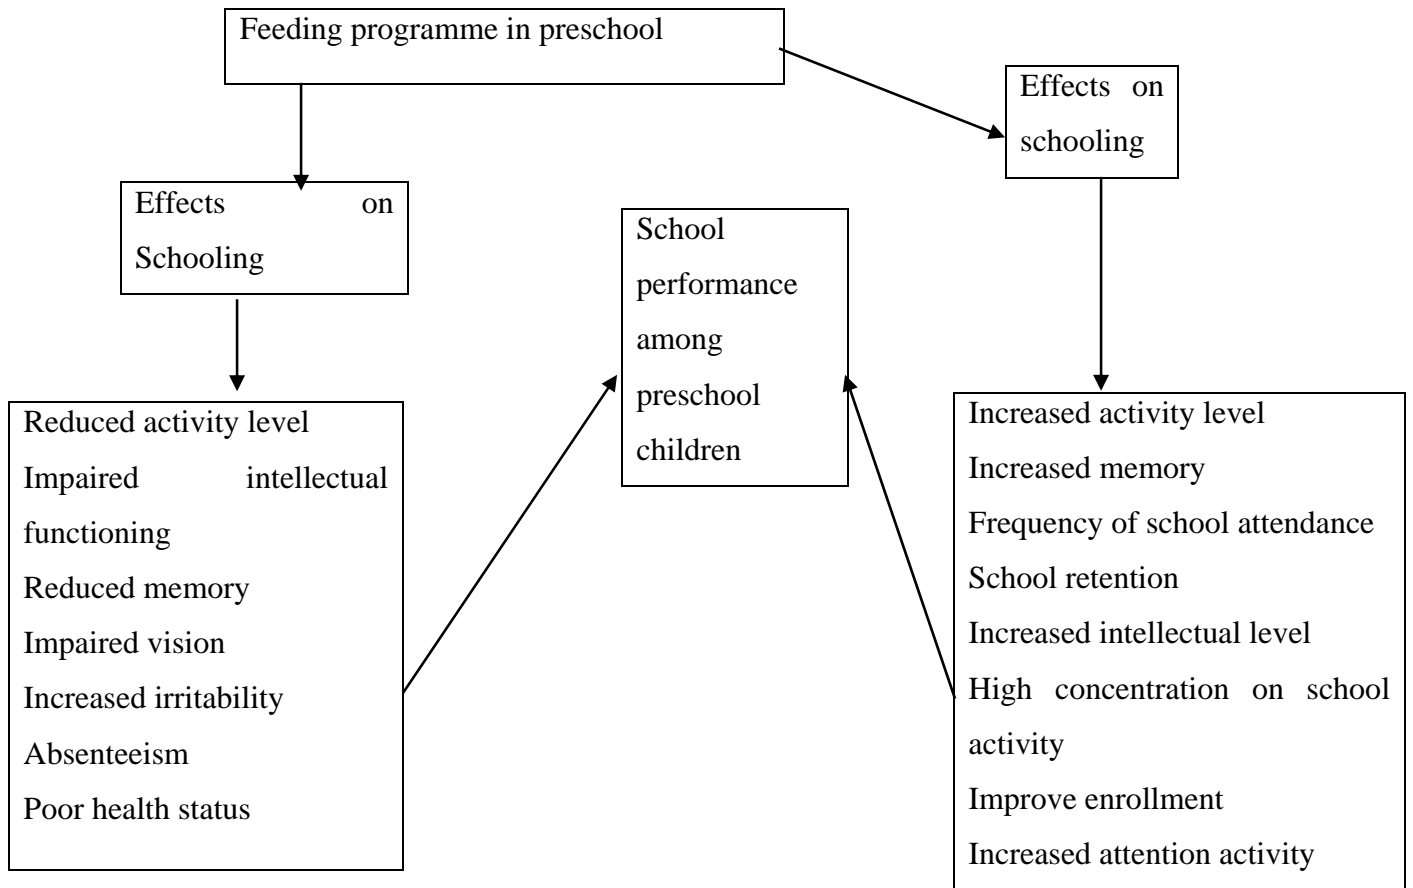 Feeding programme in preschool
Effects on
schooling
Effects on
Schooling
School
performance
among
preschool
children
Reduced activity level
Impaired intellectual
functioning
Reduced memory
Impaired vision
Increased irritability
Absenteeism
Poor health status
Increased activity level
Increased memory
Frequency of school attendance
School retention
Increased intellectual level
High concentration on school
activity
Improve enrollment
Increased attention activity